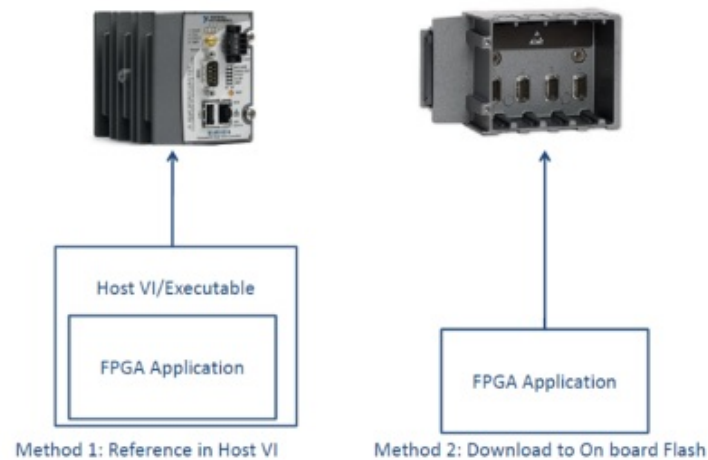 Host VI/Executable
FPGA Application
Method 1: Reference in Host VI
FPGA Application
Method 2: Download to On board Flash